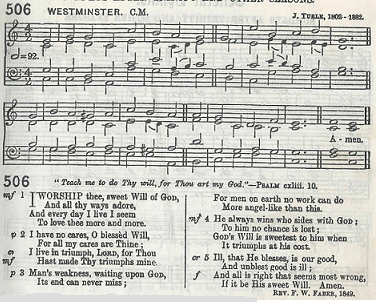 AND OTHER SEASONS.
506 WESTMINSTER. C.M. J. TURLE, 1802-1882.
=92.
A - men.
506 "Teach me to do Thy will, for Thou art my God."—PSALM cxliii. 10.
mf 1 I WORSHIP thee, sweet Will of God,
And all thy ways adore,
And every day I live I seem
To love thee more and more.
p 2 I have no cares, O blessèd Will,
For all my cares are Thine;
cr I live in triumph, Lord, for Thou
mf Hast made Thy triumphs mine.
p 3 Man's weakness, waiting upon God,
Its end can never miss;
For men on earth no work can do
More angel-like than this.
mf 4 He always wins who sides with God;
To him no chance is lost;
God's Will is sweetest to him when
It triumphs at his cost.
cr 5 Ill, that He blesses, is our good,
And unblest good is ill;
f And all is right that seems most wrong,
If it be His sweet Will. Amen.
REV. F. W. FABER, 1849.